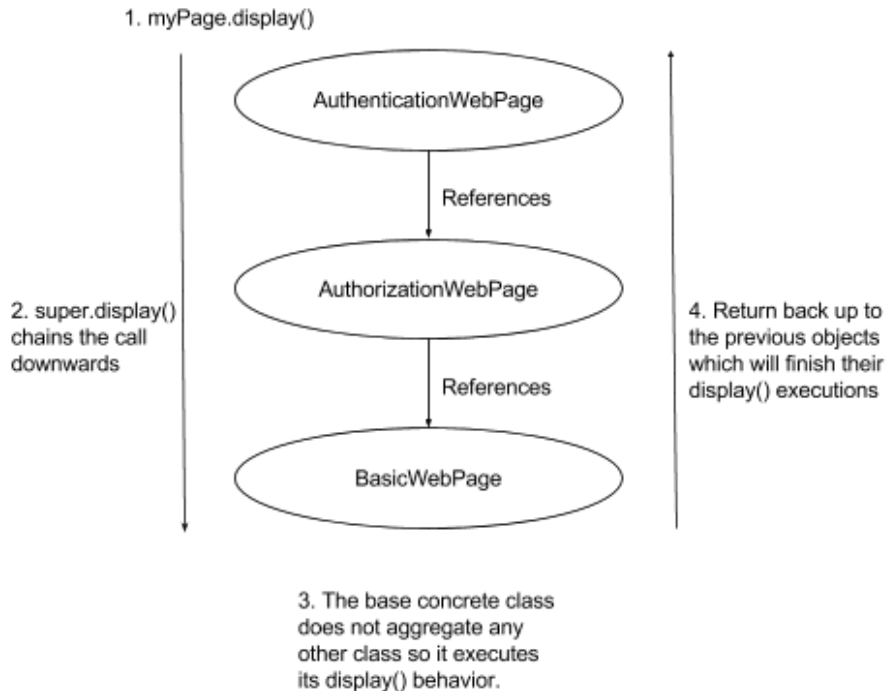 1. myPage.display()
AuthenticationWebPage
References
AuthorizationWebPage
2. super.display()
chains the call
downwards
4. Return back up to
the previous objects
which will finish their
display() executions
References
BasicWebPage
3. The base concrete class
does not aggregate any
other class so it executes
its display() behavior.